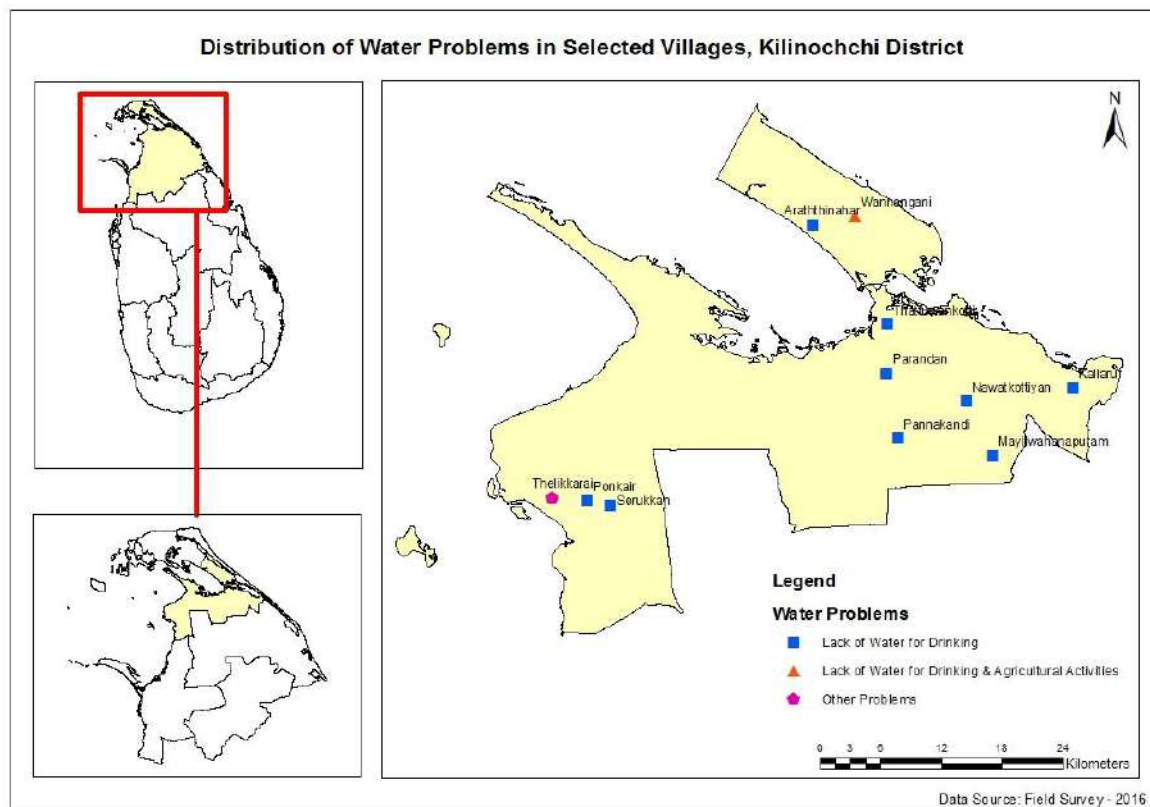 Distribution of Water Problems in Selected Villages, Kilinochchi District
N
Wannangani
Araththinahar
Parandan
Kallaru
Nawatkottiyan
Pannakandi
Mayilwahanapuram
Thelikkarai
Ponkair
Serukkan
Legend
Water Problems
Lack of Water for Drinking
Lack of Water for Drinking & Agricultural Activities
Other Problems
0 3 6 12 18 24
Kilometers
Data Source: Field Survey - 2016